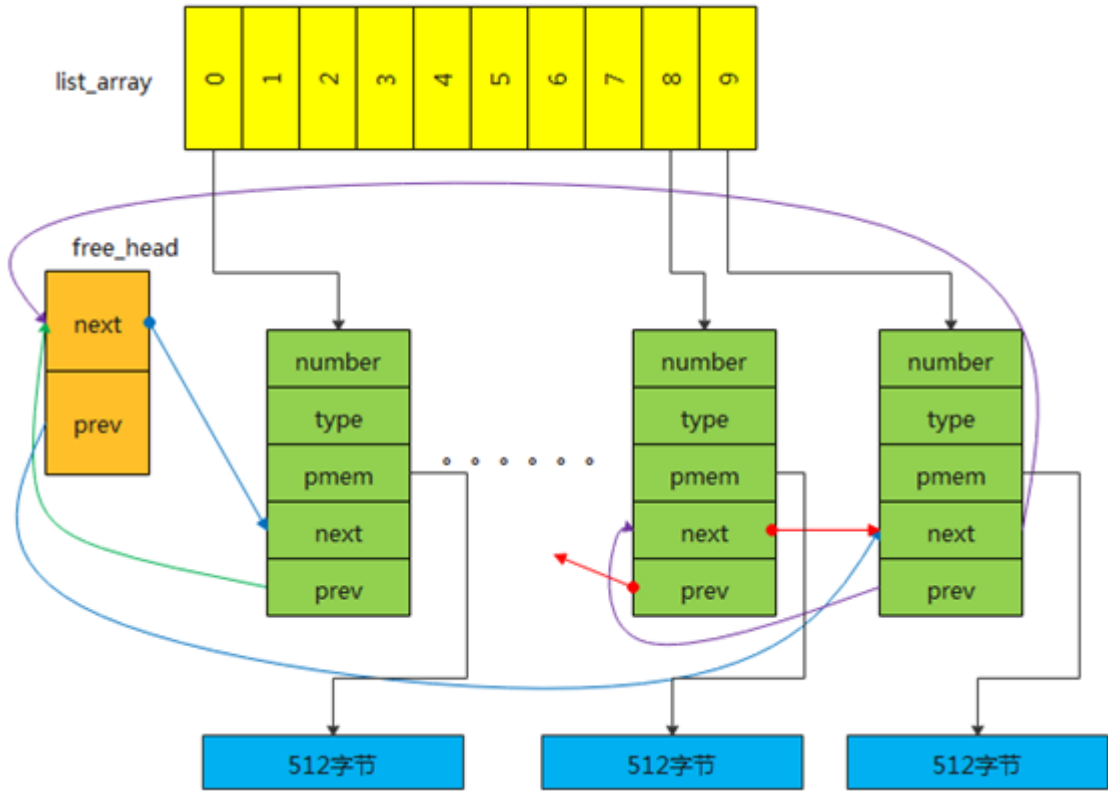 list_array
0 1 2 3 4 5 6 7 8 9
free_head
next
prev
number
type
pmem
next
prev
number
type
pmem
next
prev
number
type
pmem
next
prev
512字节
512字节
512字节